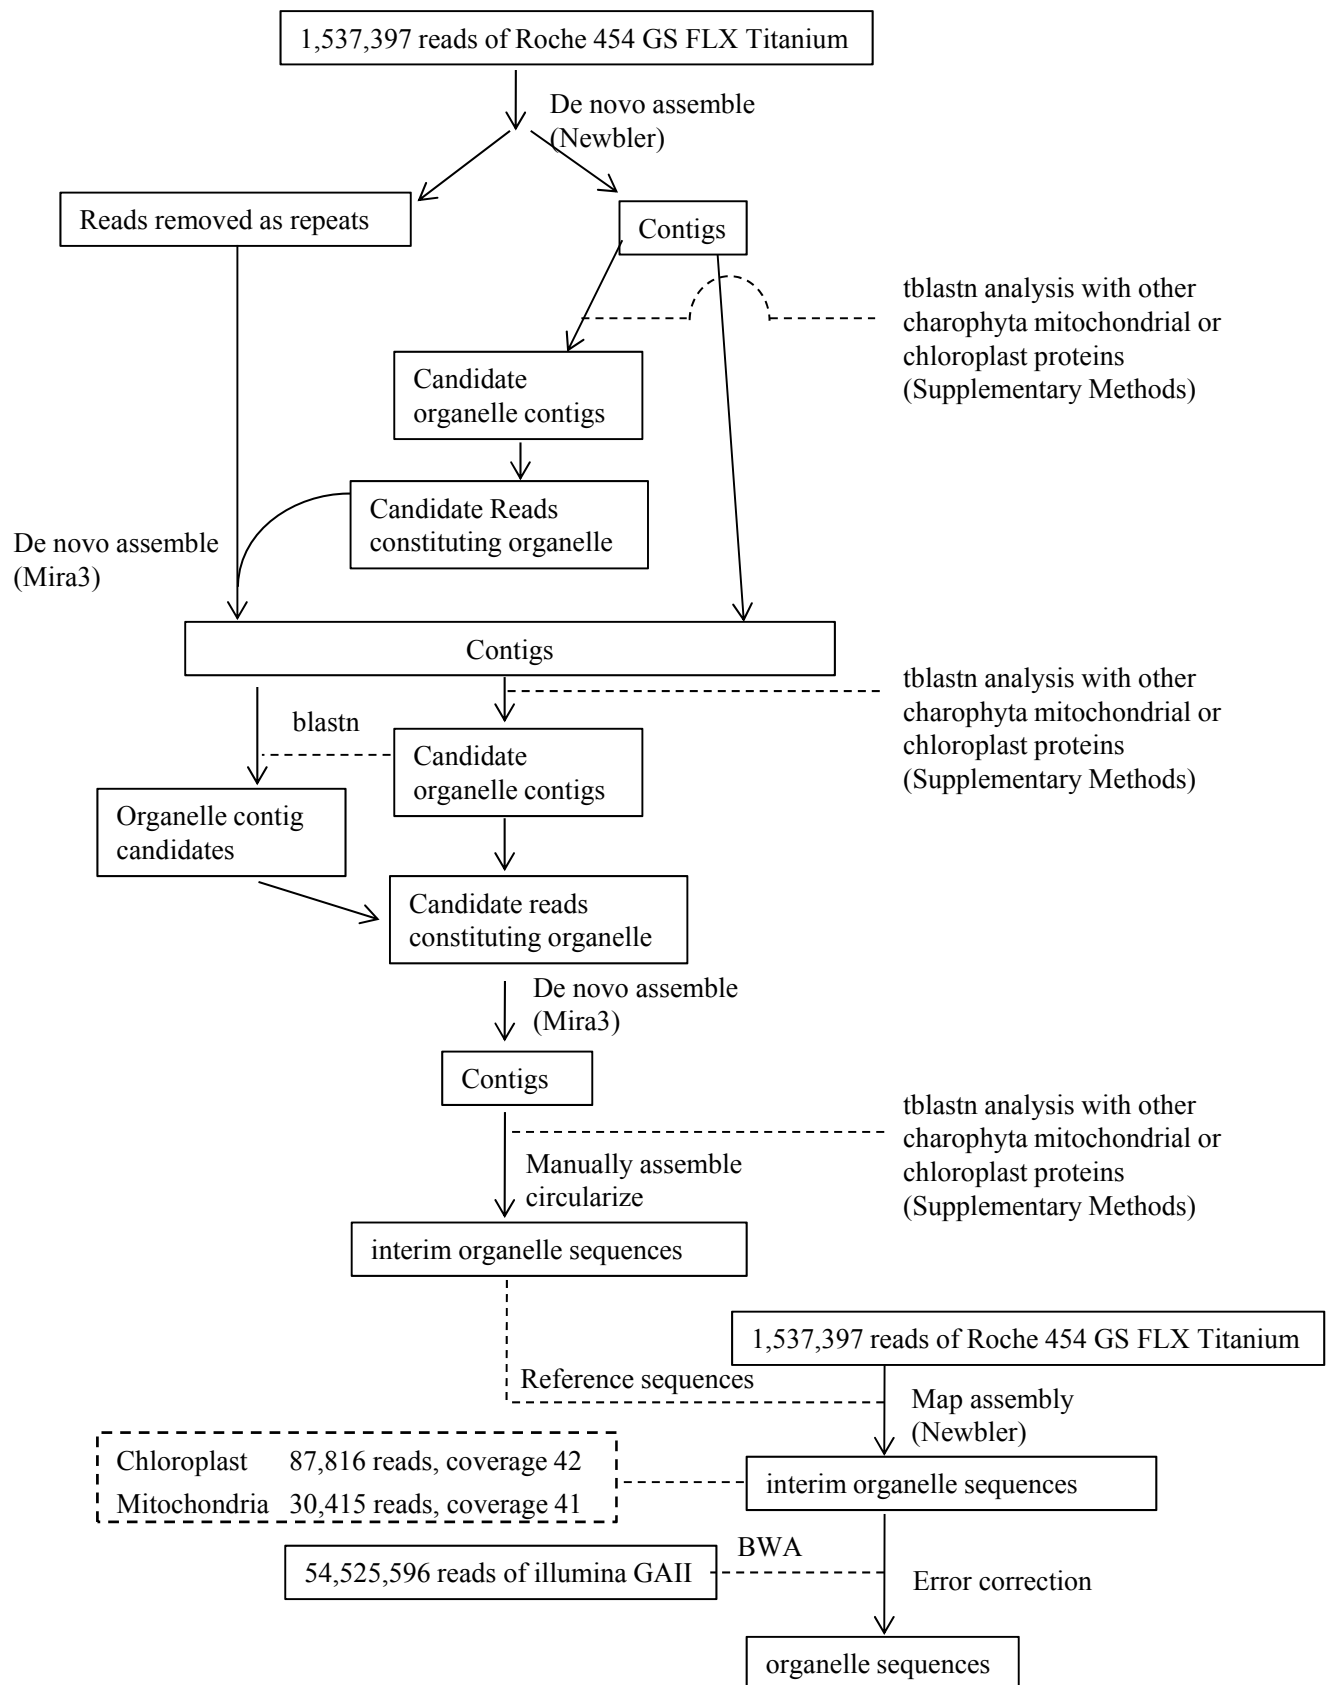 1,537,397 reads of Roche 454 GS FLX Titanium
De novo assemble
(Newbler)
Reads removed as repeats
Contigs
tblastn analysis with other
charophyta mitochondrial or
chloroplast proteins
(Supplementary Methods)
Candidate
organelle contigs
Candidate Reads
constituting organelle
De novo assemble
(Mira3)
Contigs
tblastn analysis with other
charophyta mitochondrial or
chloroplast proteins
(Supplementary Methods)
blastn
Candidate
organelle contigs
Organelle contig
candidates
Candidate reads
constituting organelle
De novo assemble
(Mira3)
Contigs
tblastn analysis with other
charophyta mitochondrial or
chloroplast proteins
(Supplementary Methods)
Manually assemble
circularize
interim organelle sequences
1,537,397 reads of Roche 454 GS FLX Titanium
Reference sequences
Map assembly
(Newbler)
Chloroplast 87,816 reads, coverage 42
Mitochondria 30,415 reads, coverage 41
interim organelle sequences
BWA
54,525,596 reads of illumina GAII
Error correction
organelle sequences